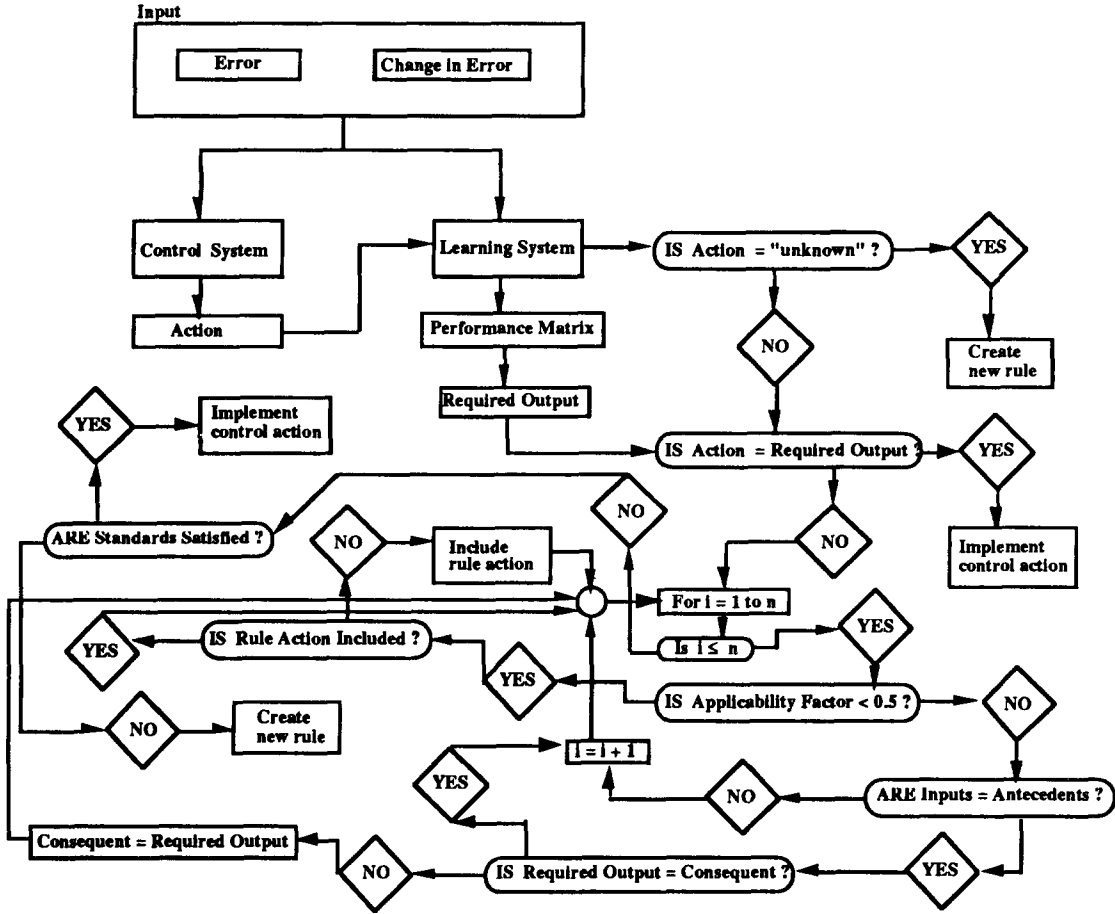 Input
Error
Change in Error
Control System
Learning System
IS Action = "unknown" ?
YES
Action
Performance Matrix
NO
Create
new rule
Required Output
YES
Implement
control action
IS Action = Required Output ?
YES
NO
ARE Standards Satisfied ?
NO
Include
rule action
NO
Implement
control action
For i = 1 to n
YES
IS Rule Action Included ?
Is i ≤ n
YES
YES
IS Applicability Factor < 0.5 ?
NO
NO
Create
new rule
i = i + 1
YES
NO
ARE Inputs = Antecedents ?
Consequent = Required Output
NO
IS Required Output = Consequent ?
YES